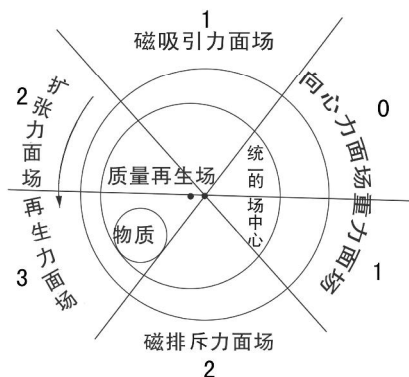 1
磁吸引力面场
2
扩张力面场
向心力面场
0
质量再生场
统一的场中心
物质
再生力面场
3
重力面场
1
磁排斥力面场
2